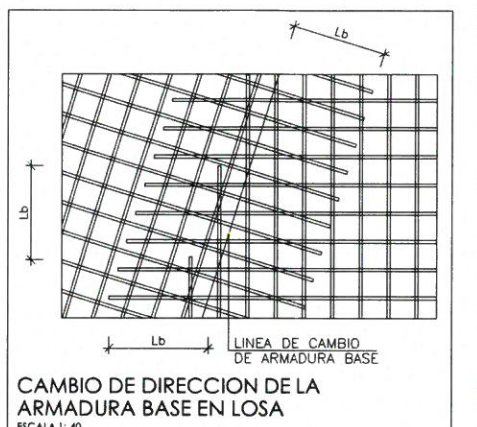 Lb
Lb
Lb
LINEA DE CAMBIO
DE ARMADURA BASE
CAMBIO DE DIRECCION DE LA
ARMADURA BASE EN LOSA
ESCALA 1: 40